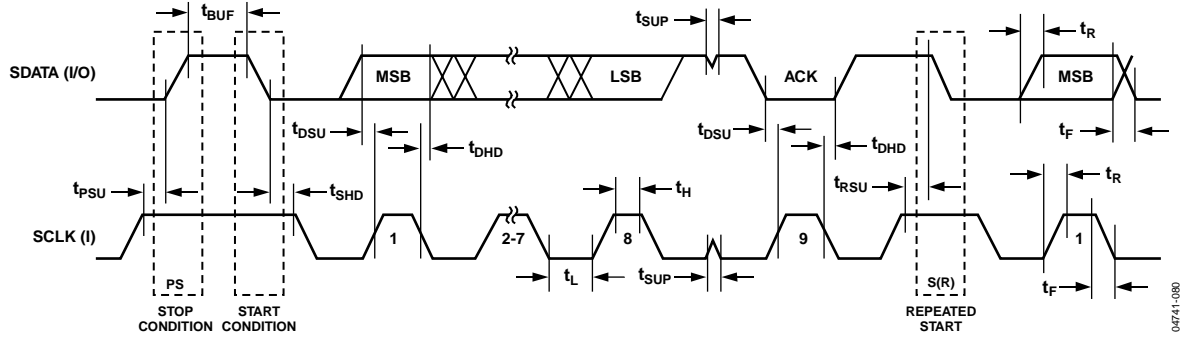 tBUF
tSUP
tR
SDATA (I/O)
MSB
LSB
ACK
MSB
tDSU
tDHD
tDSU
tDHD
tF
tPSU
tSHD
tH
tRSU
tR
SCLK (I)
1
2-7
8
9
1
PS
tL
tSUP
S(R)
tF
STOP
CONDITION
START
CONDITION
REPEATED
START
04741-080